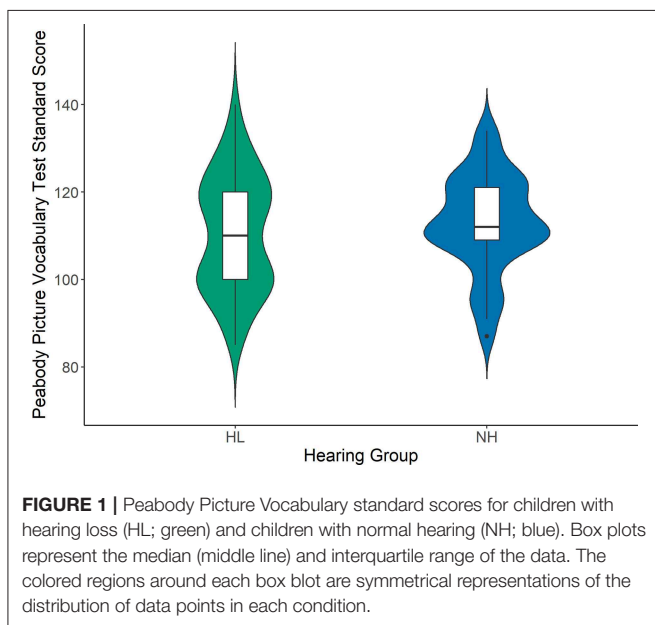 Peabody Picture Vocabulary Test Standard Score
140
120
100
80
HL
NH
Hearing Group
FIGURE 1 | Peabody Picture Vocabulary standard scores for children with
hearing loss (HL; green) and children with normal hearing (NH; blue). Box plots
represent the median (middle line) and interquartile range of the data. The
colored regions around each box blot are symmetrical representations of the
distribution of data points in each condition.